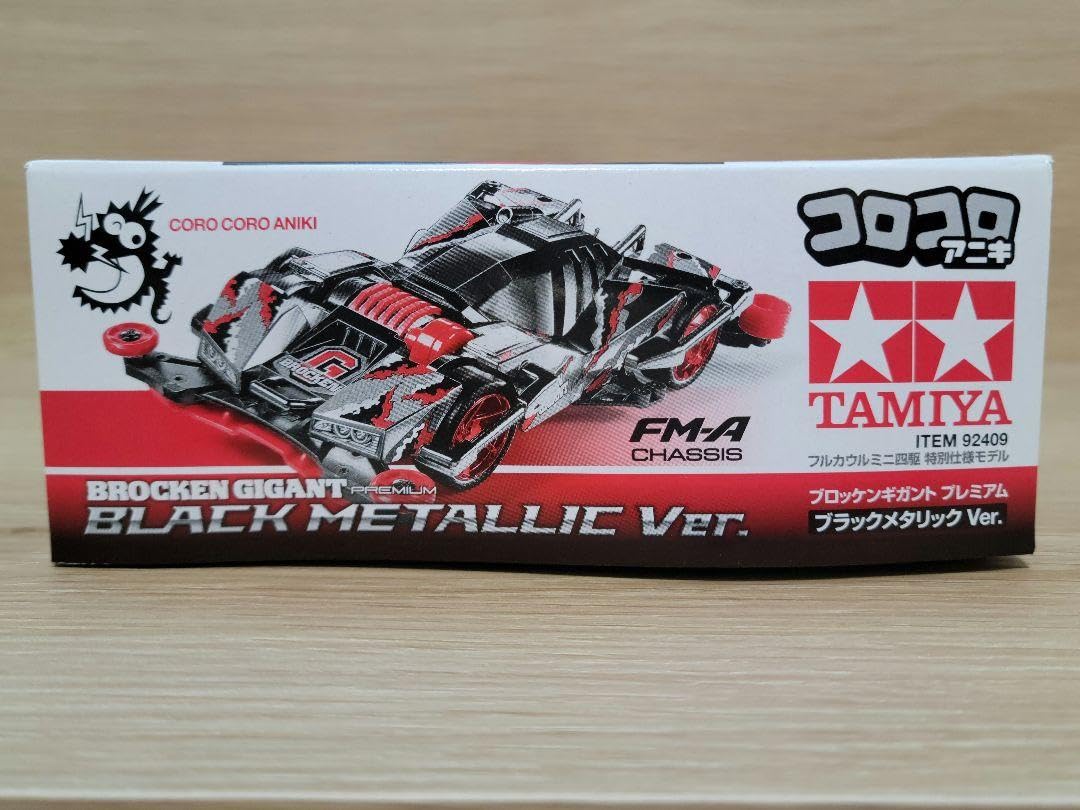 CORO CORO ANIKI
コロコロ
アニキ
G
BROCKEN
FM-A
CHASSIS
TAMIYA
ITEM 92409
フルカウルミニ四駆 特別仕様モデル
BROCKEN GIGANT PREMIUM
BLACK METALLIC Ver.
ブロッケンギガント プレミアム
ブラックメタリック Ver.